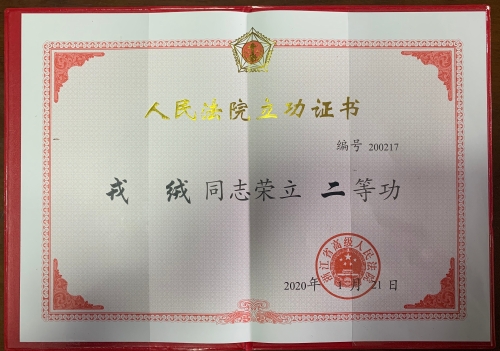 人民法院立功证书
编号 200217
戎 绒 同志荣立 二 等功
浙江省高级人民法院
2020年 1 月 21 日